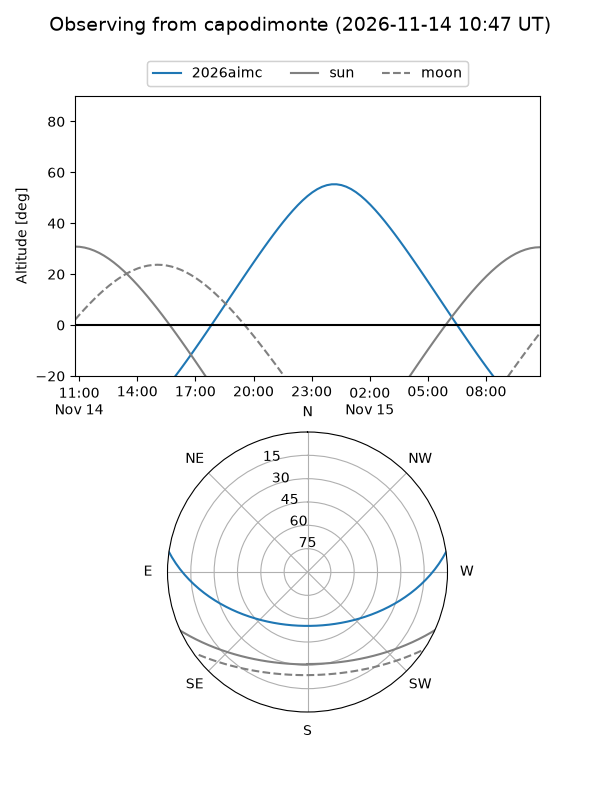 Observing from capodimonte (2026-11-14 10:47 UT)
2026aimc sun moon
80
60
40
20
0
−20
Altitude [deg]
11:00 14:00 17:00 20:00 23:00 02:00 05:00 08:00
Nov 14 Nov 15
N
NE NW
15
30
45
60
75
E W
SE SW
S